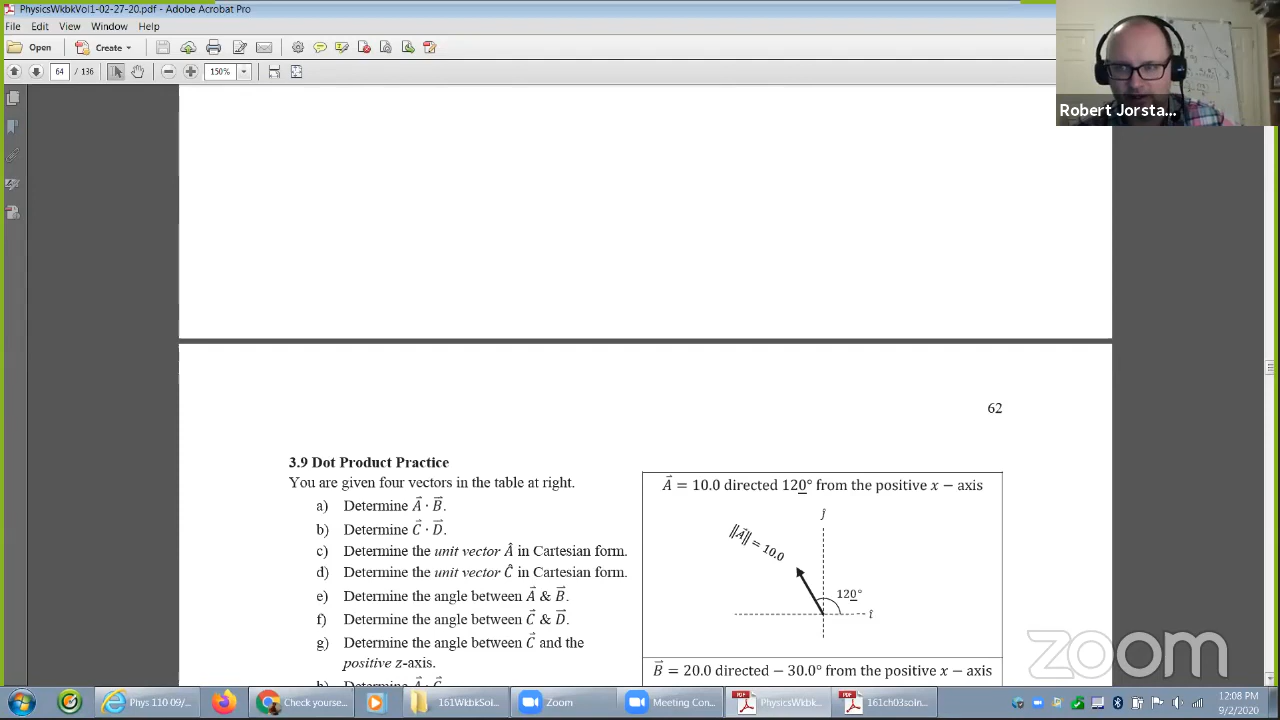 PhysicsWkbkVol1-02-27-20.pdf - Adobe Acrobat Pro
File Edit View Window Help
Open Create
64 / 136 150%
Robert Jorsta...
62
3.9 Dot Product Practice
You are given four vectors in the table at right.
a) Determine A⃗ · B⃗.
b) Determine C⃗ · D⃗.
c) Determine the unit vector Â in Cartesian form.
d) Determine the unit vector Ĉ in Cartesian form.
e) Determine the angle between A⃗ & B⃗.
f) Determine the angle between C⃗ & D⃗.
g) Determine the angle between C⃗ and the
positive z-axis.
h) Determine A⃗ · C⃗
A⃗ = 10.0 directed 120° from the positive x − axis
ĵ
‖A⃗‖ = 10.0
120°
î
B⃗ = 20.0 directed − 30.0° from the positive x − axis
zoom
Phys 110 09/... Check yourse... 161WkbkSol... Zoom Meeting Con... PhysicsWkb... 161ch03soln...
12:08 PM
9/2/2020